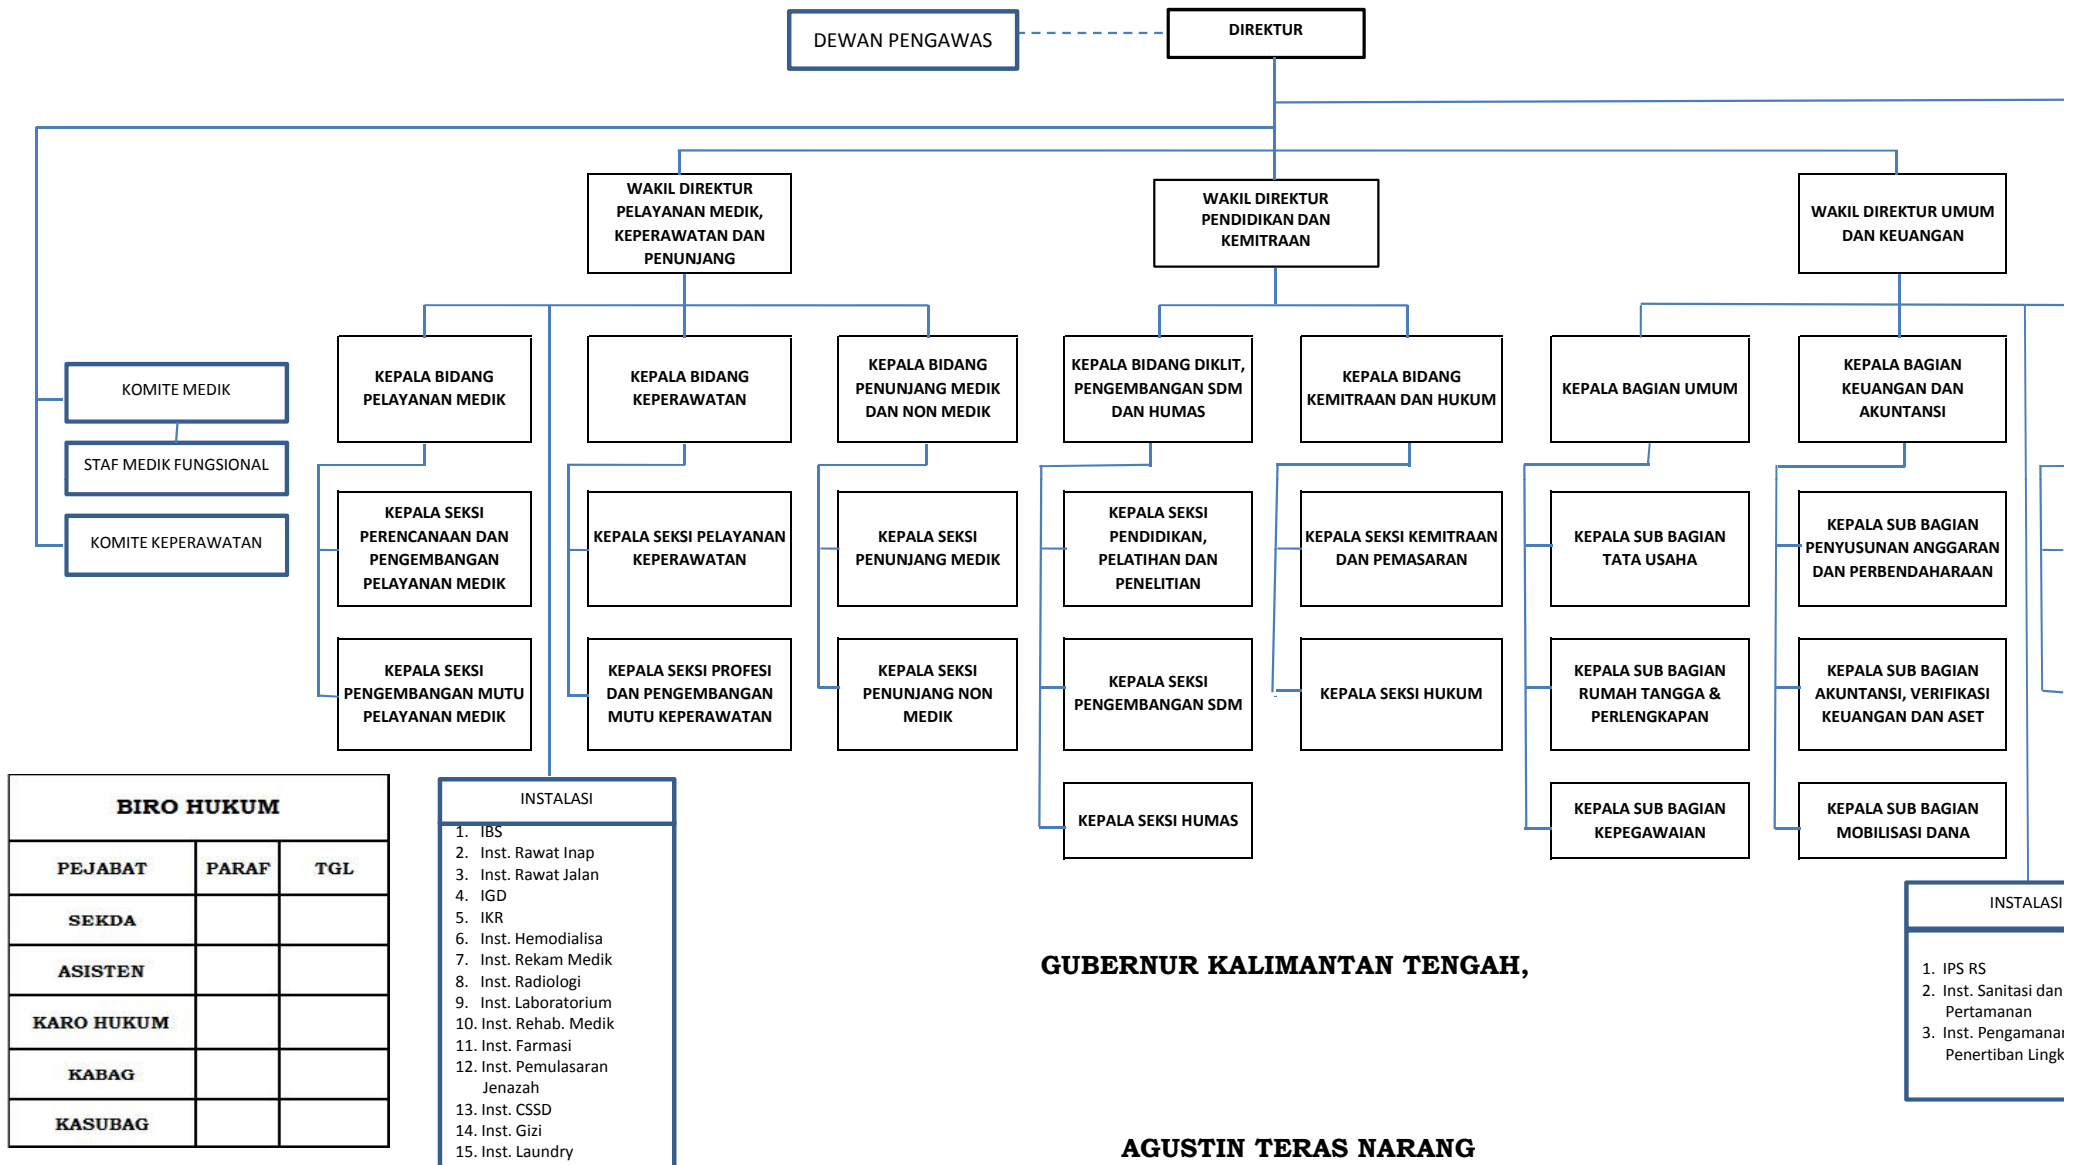 DEWAN PENGAWAS
DIREKTUR
WAKIL DIREKTUR
PELAYANAN MEDIK,
KEPERAWATAN DAN
PENUNJANG
WAKIL DIREKTUR
PENDIDIKAN DAN
KEMITRAAN
WAKIL DIREKTUR UMUM
DAN KEUANGAN
KOMITE MEDIK
STAF MEDIK FUNGSIONAL
KOMITE KEPERAWATAN
KEPALA BIDANG
PELAYANAN MEDIK
KEPALA BIDANG
KEPERAWATAN
KEPALA BIDANG
PENUNJANG MEDIK
DAN NON MEDIK
KEPALA BIDANG DIKLIT,
PENGEMBANGAN SDM
DAN HUMAS
KEPALA BIDANG
KEMITRAAN DAN HUKUM
KEPALA BAGIAN UMUM
KEPALA BAGIAN
KEUANGAN DAN
AKUNTANSI
KEPALA SEKSI
PERENCANAAN DAN
PENGEMBANGAN
PELAYANAN MEDIK
KEPALA SEKSI PELAYANAN
KEPERAWATAN
KEPALA SEKSI
PENUNJANG MEDIK
KEPALA SEKSI
PENDIDIKAN,
PELATIHAN DAN
PENELITIAN
KEPALA SEKSI KEMITRAAN
DAN PEMASARAN
KEPALA SUB BAGIAN
TATA USAHA
KEPALA SUB BAGIAN
PENYUSUNAN ANGGARAN
DAN PERBENDAHARAAN
KEPALA SEKSI
PENGEMBANGAN MUTU
PELAYANAN MEDIK
KEPALA SEKSI PROFESI
DAN PENGEMBANGAN
MUTU KEPERAWATAN
KEPALA SEKSI
PENUNJANG NON
MEDIK
KEPALA SEKSI
PENGEMBANGAN SDM
KEPALA SEKSI HUKUM
KEPALA SUB BAGIAN
RUMAH TANGGA &
PERLENGKAPAN
KEPALA SUB BAGIAN
AKUNTANSI, VERIFIKASI
KEUANGAN DAN ASET
KEPALA SEKSI HUMAS
KEPALA SUB BAGIAN
KEPEGAWAIAN
KEPALA SUB BAGIAN
MOBILISASI DANA
BIRO HUKUM
PEJABAT PARAF TGL
SEKDA
ASISTEN
KARO HUKUM
KABAG
KASUBAG
INSTALASI
1. IBS
2. Inst. Rawat Inap
3. Inst. Rawat Jalan
4. IGD
5. IKR
6. Inst. Hemodialisa
7. Inst. Rekam Medik
8. Inst. Radiologi
9. Inst. Laboratorium
10. Inst. Rehab. Medik
11. Inst. Farmasi
12. Inst. Pemulasaran
Jenazah
13. Inst. CSSD
14. Inst. Gizi
15. Inst. Laundry
INSTALASI
1. IPS RS
2. Inst. Sanitasi dan
Pertamanan
3. Inst.
Penertiban
GUBERNUR KALIMANTAN TENGAH,
AGUSTIN TERAS NARANG